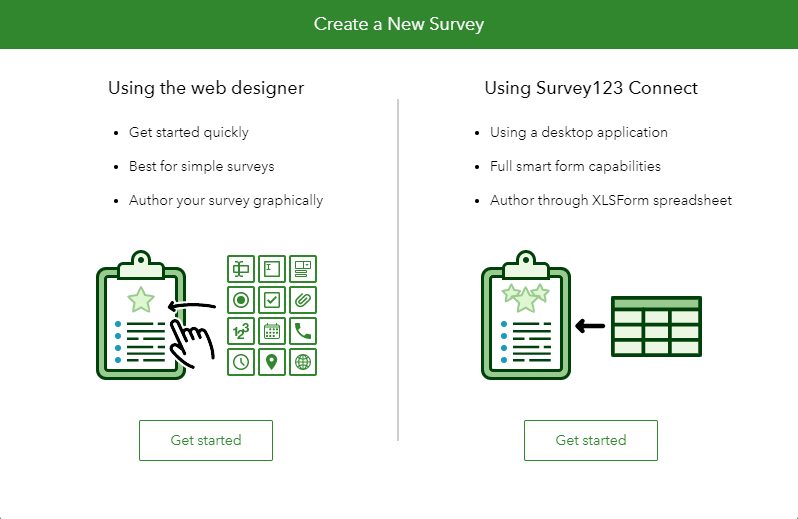 Create a New Survey
Using the web designer
• Get started quickly
• Best for simple surveys
• Author your survey graphically
123
Get started
Using Survey123 Connect
• Using a desktop application
• Full smart form capabilities
• Author through XLSForm spreadsheet
Get started